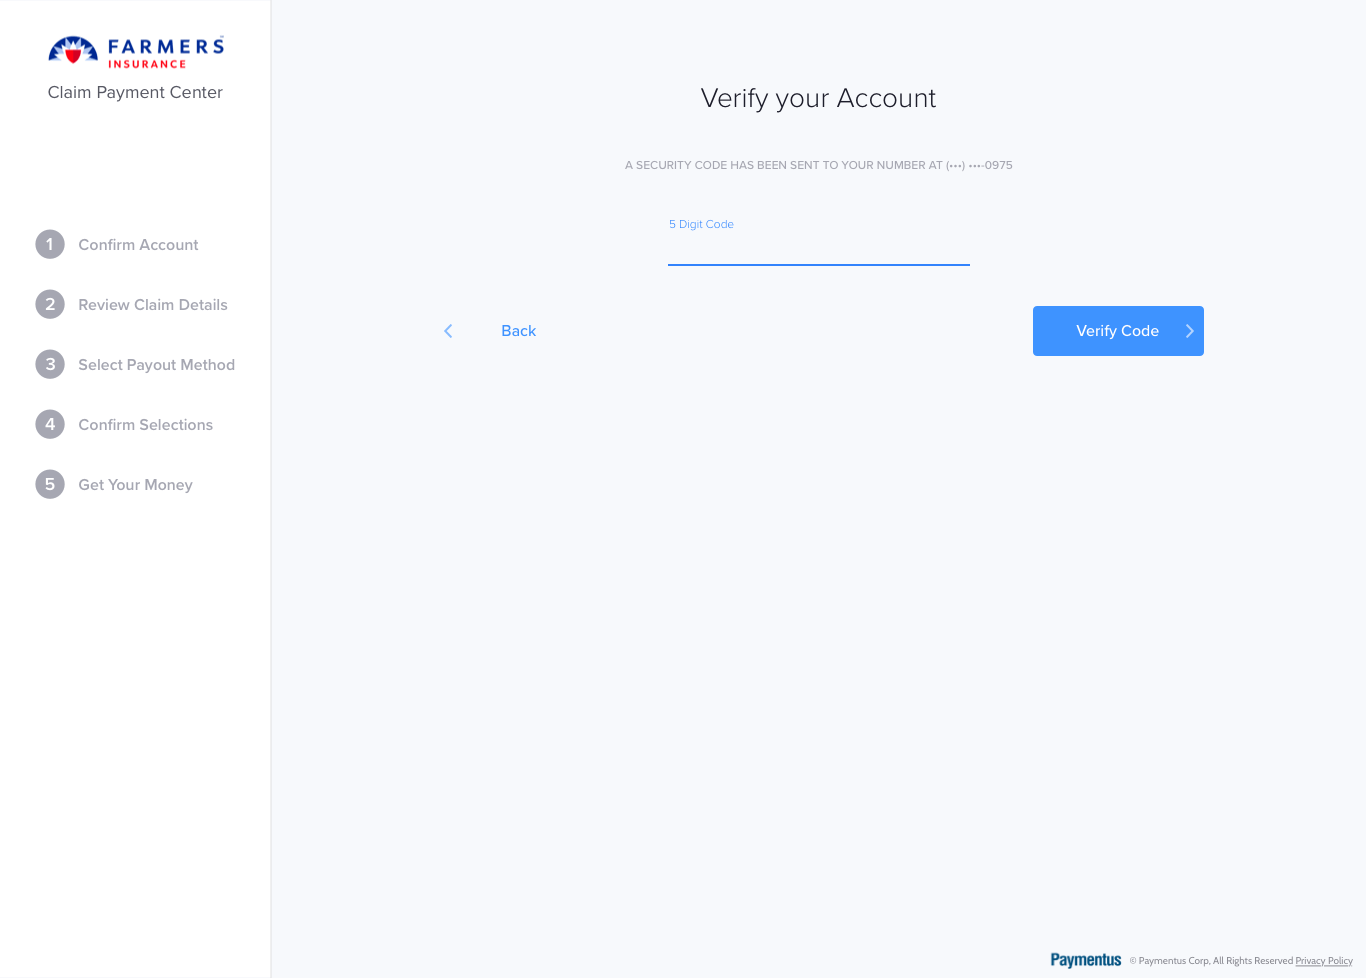 FARMERS
INSURANCE
Claim Payment Center
1 Confirm Account
2 Review Claim Details
3 Select Payout Method
4 Confirm Selections
5 Get Your Money
Verify your Account
A SECURITY CODE HAS BEEN SENT TO YOUR NUMBER AT (•••) •••-0975
5 Digit Code
Back
Verify Code
Paymentus © Paymentus Corp, All Rights Reserved Privacy Policy